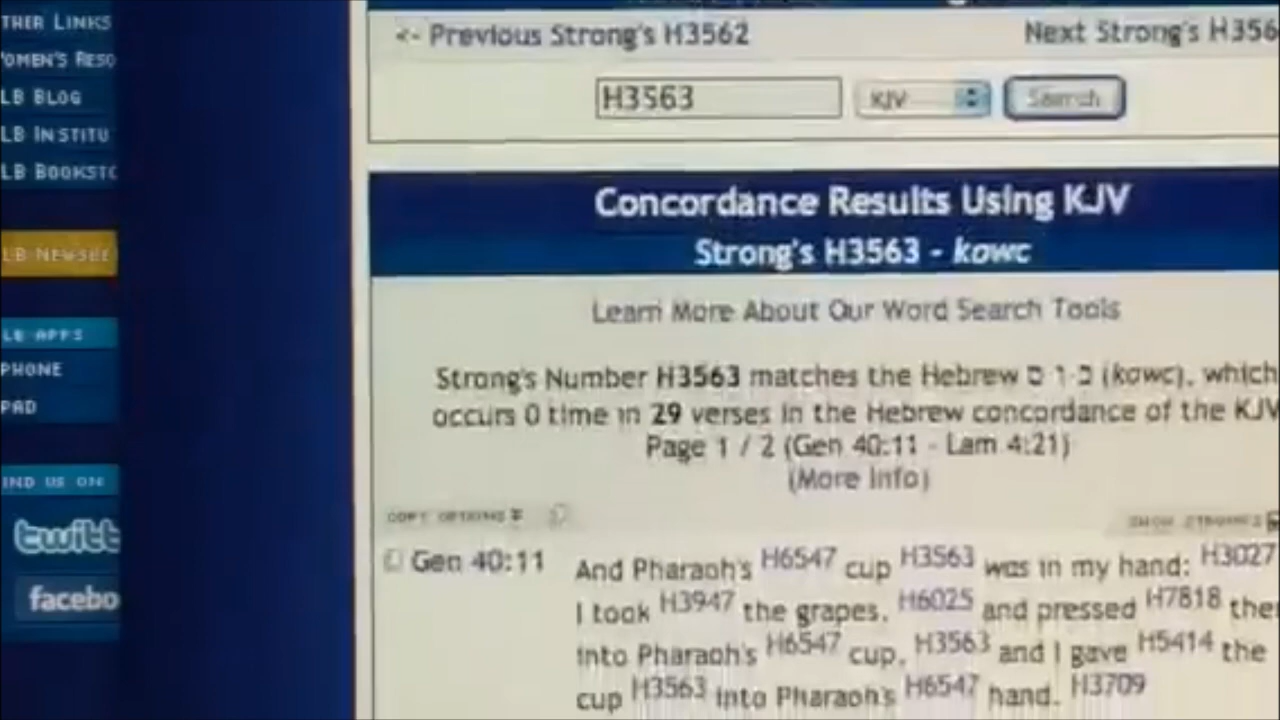 THER LINKS
OMEN'S RESO
LB BLOG
LB INSTITU
LB BOOKSTO
LB NEWSLE
LB APPS
PHONE
PAD
IND US ON
twitt
facebo
<- Previous Strong's H3562
Next Strong's H356
H3563 KJV Search
Concordance Results Using KJV
Strong's H3563 - kowc
Learn More About Our Word Search Tools
Strong's Number H3563 matches the Hebrew כוס (kowc), which
occurs 0 time in 29 verses in the Hebrew concordance of the KJV
Page 1 / 2 (Gen 40:11 - Lam 4:21)
(More Info)
COPY OPTIONS
SHOW STRONGS
Gen 40:11
And Pharaoh's H6547 cup H3563 was in my hand: H3027
I took H3947 the grapes, H6025 and pressed H7818 the
into Pharaoh's H6547 cup, H3563 and I gave H5414 the
cup H3563 into Pharaoh's H6547 hand. H3709